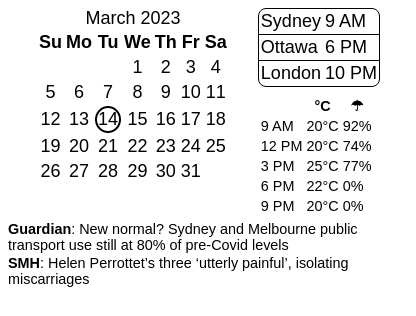 March 2023
Su Mo Tu We Th Fr Sa
1 2 3 4
5 6 7 8 9 10 11
12 13 14 15 16 17 18
19 20 21 22 23 24 25
26 27 28 29 30 31
Sydney 9 AM
Ottawa 6 PM
London 10 PM
°C ☂
9 AM 20°C 92%
12 PM 20°C 74%
3 PM 25°C 77%
6 PM 22°C 0%
9 PM 20°C 0%
Guardian: New normal? Sydney and Melbourne public
transport use still at 80% of pre-Covid levels
SMH: Helen Perrottet’s three ‘utterly painful’, isolating
miscarriages